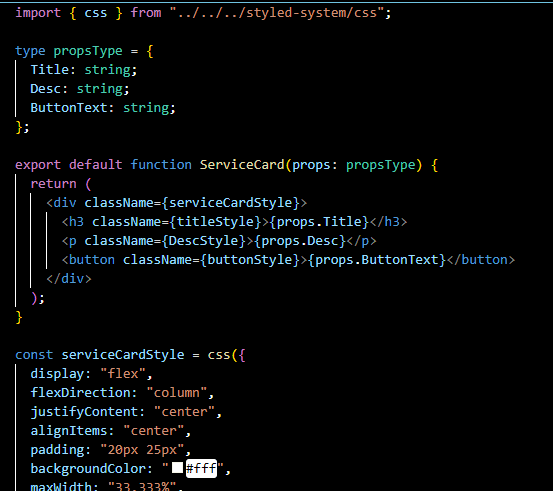 import { css } from "../../../styled-system/css";
type propsType = {
Title: string;
Desc: string;
ButtonText: string;
};
export default function ServiceCard(props: propsType) {
return (
<div className={serviceCardStyle}>
<h3 className={titleStyle}>{props.Title}</h3>
<p className={DescStyle}>{props.Desc}</p>
<button className={buttonStyle}>{props.ButtonText}</button>
</div>
);
}
const serviceCardStyle = css({
display: "flex",
flexDirection: "column",
justifyContent: "center",
alignItems: "center",
padding: "20px 25px",
backgroundColor: "#fff",
maxWidth: "33.333%",